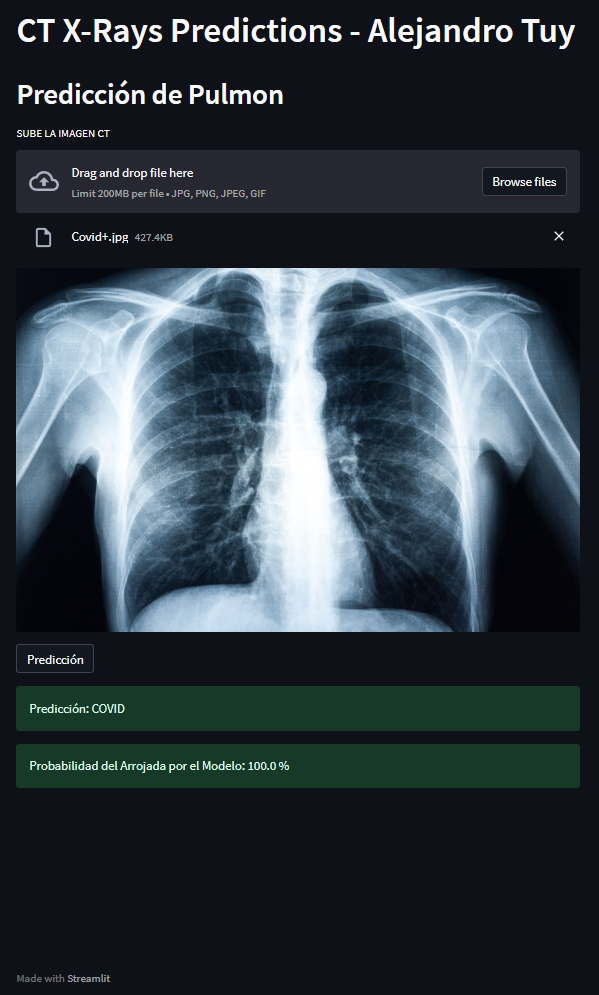 CT X-Rays Predictions - Alejandro Tuy
Predicción de Pulmon
SUBE LA IMAGEN CT
Drag and drop file here
Limit 200MB per file • JPG, PNG, JPEG, GIF
Browse files
Covid+.jpg 427.4KB
Predicción
Predicción: COVID
Probabilidad del Arrojada por el Modelo: 100.0 %
Made with Streamlit